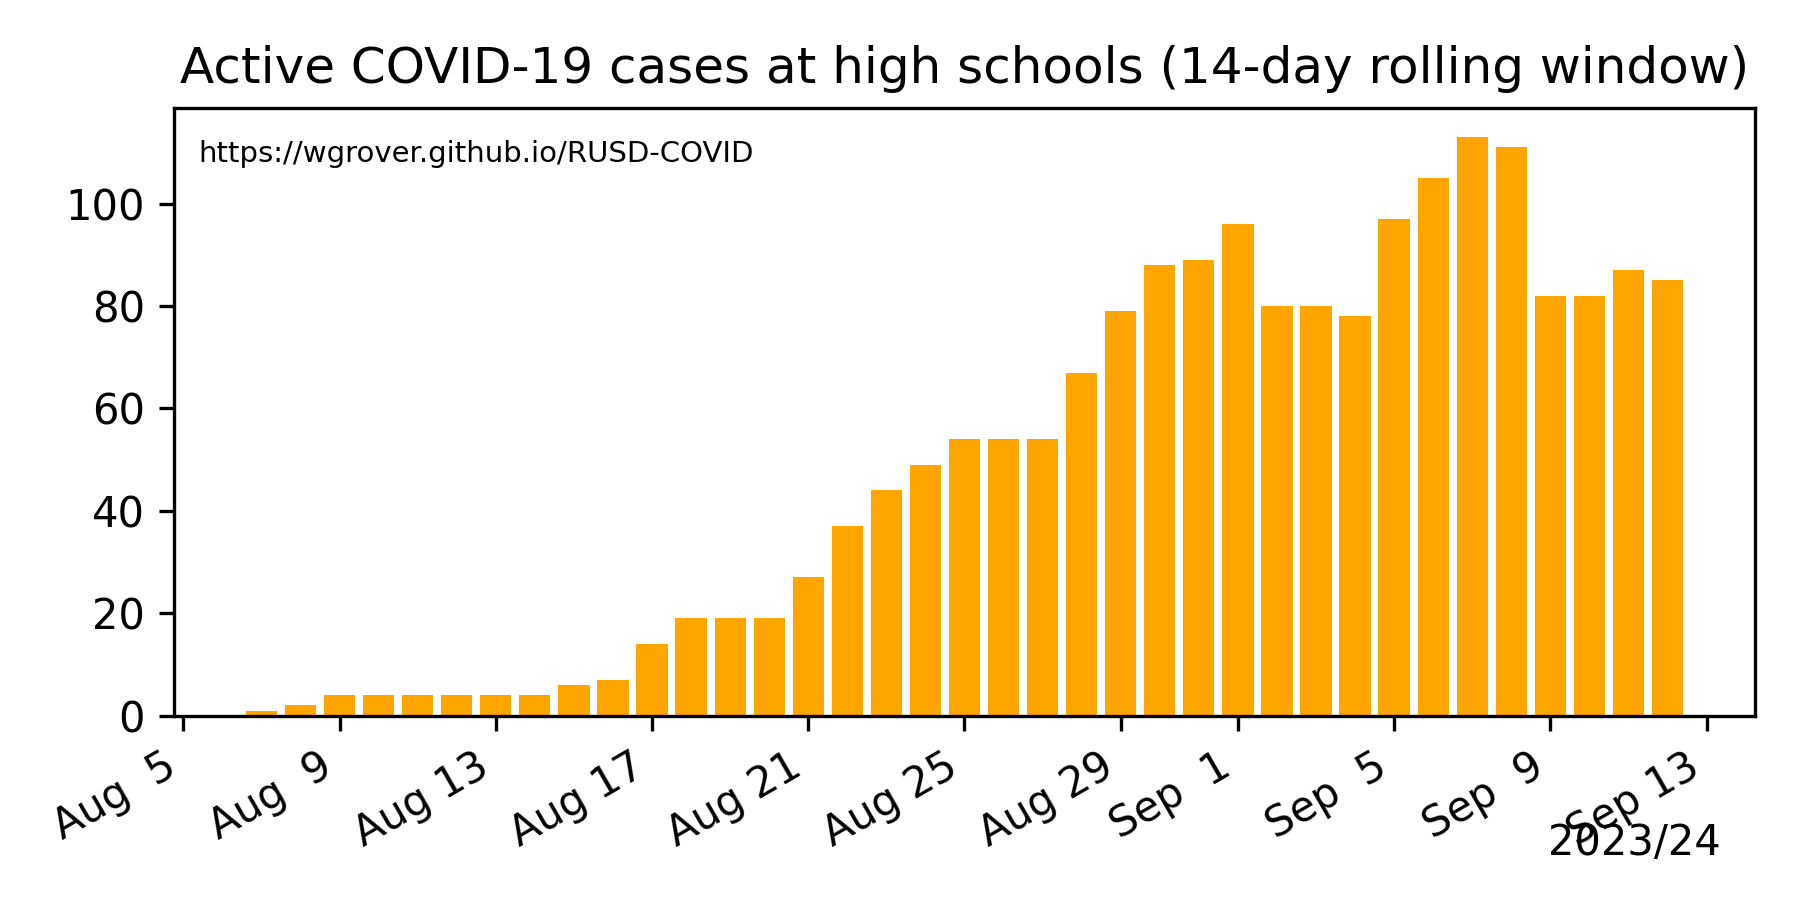 Active COVID-19 cases at high schools (14-day rolling window)
https://wgrover.github.io/RUSD-COVID
100
80
60
40
20
0
Aug 5
Aug 9
Aug 13
Aug 17
Aug 21
Aug 25
Aug 29
Sep 1
Sep 5
Sep 9
Sep 13
2023/24